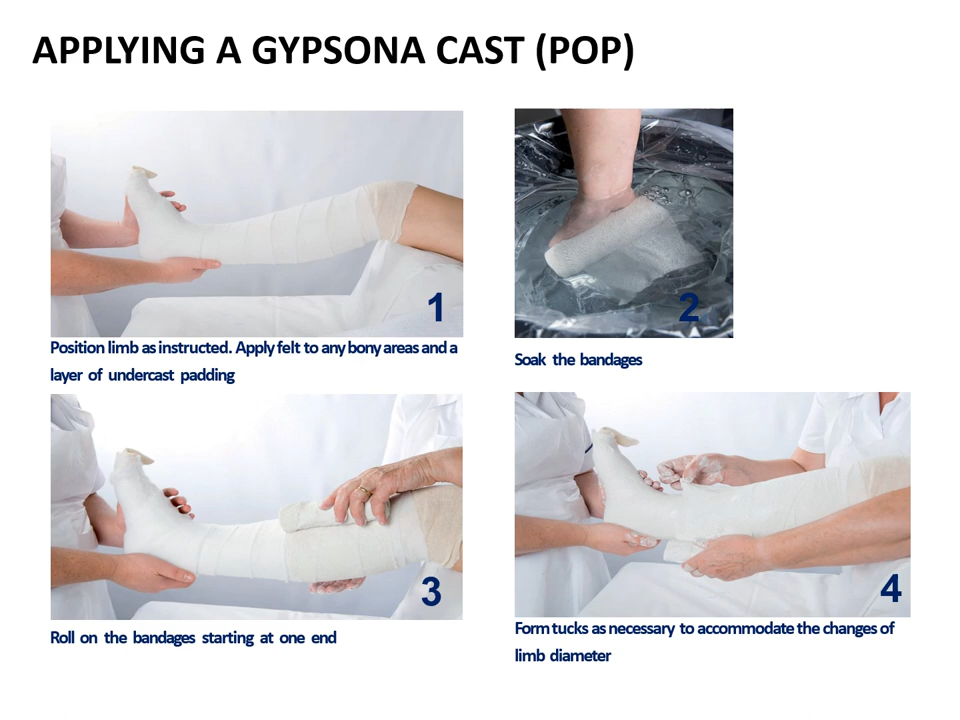 APPLYING A GYPSONA CAST (POP)
1
Position limb as instructed. Apply felt to any bony areas and a
layer of undercast padding
2
Soak the bandages
3
Roll on the bandages starting at one end
4
Form tucks as necessary to accommodate the changes of
limb diameter